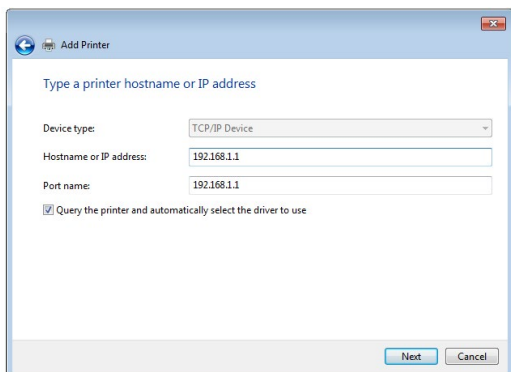 Add Printer
Type a printer hostname or IP address
Device type: TCP/IP Device
Hostname or IP address: 192.168.1.1
Port name: 192.168.1.1
Query the printer and automatically select the driver to use
Next Cancel